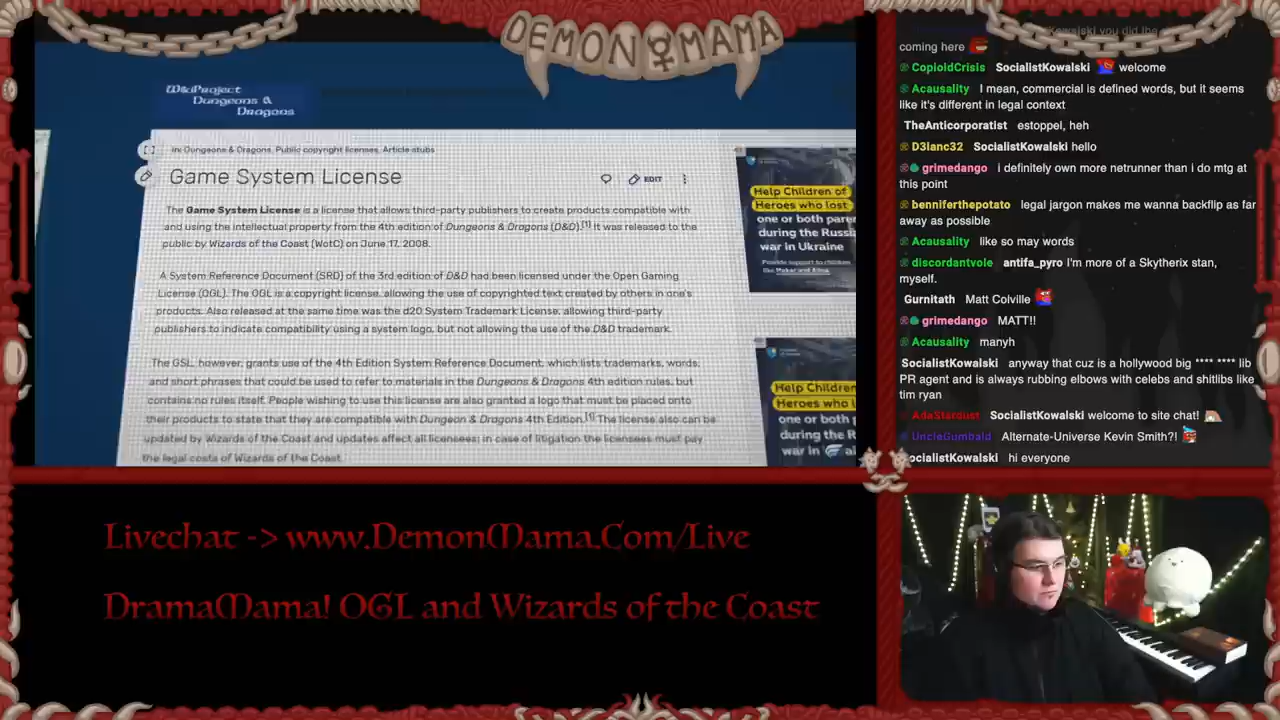 DEMON MAMA
WikiProject
Dungeons &
Dragons
In: Dungeons & Dragons, Public copyright licenses, Article stubs
Game System License
EDIT
The Game System License is a license that allows third-party publishers to create products compatible with
and using the intellectual property from the 4th edition of Dungeons & Dragons (D&D).[1] It was released to the
public by Wizards of the Coast (WotC) on June 17, 2008.
A System Reference Document (SRD) of the 3rd edition of D&D had been licensed under the Open Gaming
License (OGL). The OGL is a copyright license, allowing the use of copyrighted text created by others in one's
products. Also released at the same time was the d20 System Trademark License, allowing third-party
publishers to indicate compatibility using a system logo, but not allowing the use of the D&D trademark.
The GSL, however, grants use of the 4th Edition System Reference Document, which lists trademarks, words,
and short phrases that could be used to refer to materials in the Dungeons & Dragons 4th edition rules, but
contains no rules itself. People wishing to use this license are also granted a logo that must be placed onto
their products to state that they are compatible with Dungeon & Dragons 4th Edition.[1] The license also can be
updated by Wizards of the Coast and updates affect all licensees; in case of litigation the licensees must pay
the legal costs of Wizards of the Coast.
Help Children of
Heroes who lost
one or both pare
during the Russia
war in Ukraine
Help Childre
Heroes who l
one or both p
during the R
war in
coming here
CopioidCrisis SocialistKowalski welcome
Acausality I mean, commercial is defined words, but it seems
like it's different in legal context
TheAnticorporatist estoppel, heh
D3lanc32 SocialistKowalski hello
grimedango i definitely own more netrunner than i do mtg at
this point
benniferthepotato legal jargon makes me wanna backflip as far
away as possible
Acausality like so may words
discordantvole antifa_pyro I'm more of a Skytherix stan,
myself.
Gurnitath Matt Colville
grimedango MATT!!
Acausality manyh
SocialistKowalski anyway that cuz is a hollywood big **** **** lib
PR agent and is always rubbing elbows with celebs and shitlibs like
tim ryan
AdaStardust SocialistKowalski welcome to site chat!
UncleGumbald Alternate-Universe Kevin Smith?!
ocialistKowalski hi everyone
Livechat -> www.DemonMama.Com/Live
DramaMama! OGL and Wizards of the Coast